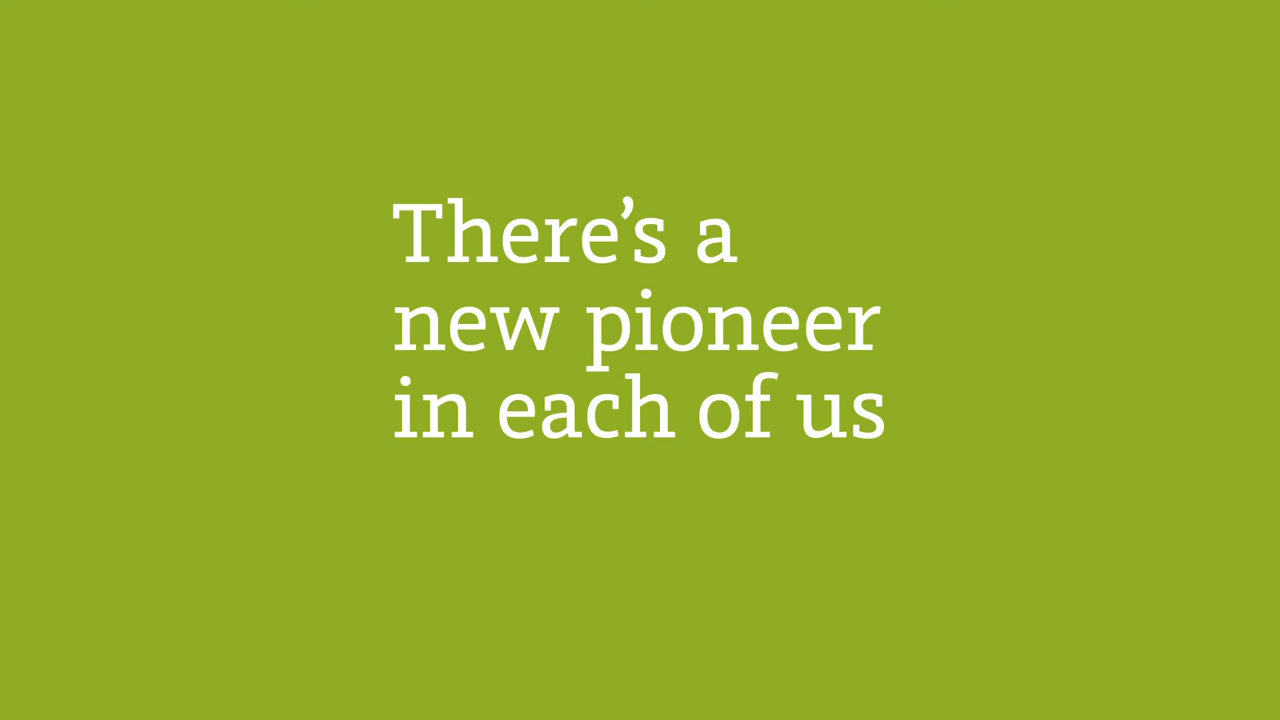 There’s a
new pioneer
in each of us